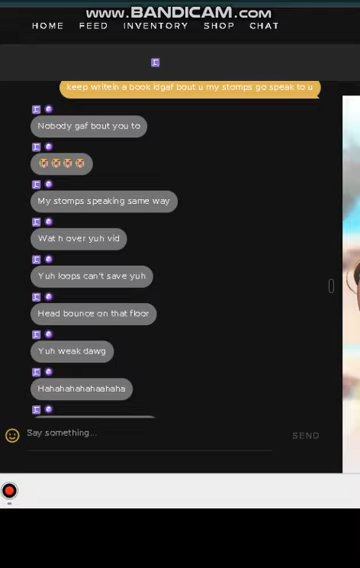 www.BANDICAM.com
HOME FEED INVENTORY SHOP CHAT
keep writein a book idgaf bout u my stomps go speak to u
Nobody gaf bout you to
My stomps speaking same way
Wat h over yuh vid
Yuh loops can't save yuh
Head bounce on that floor
Yuh weak dawg
Hahahahahahaahaha
Say something...
SEND